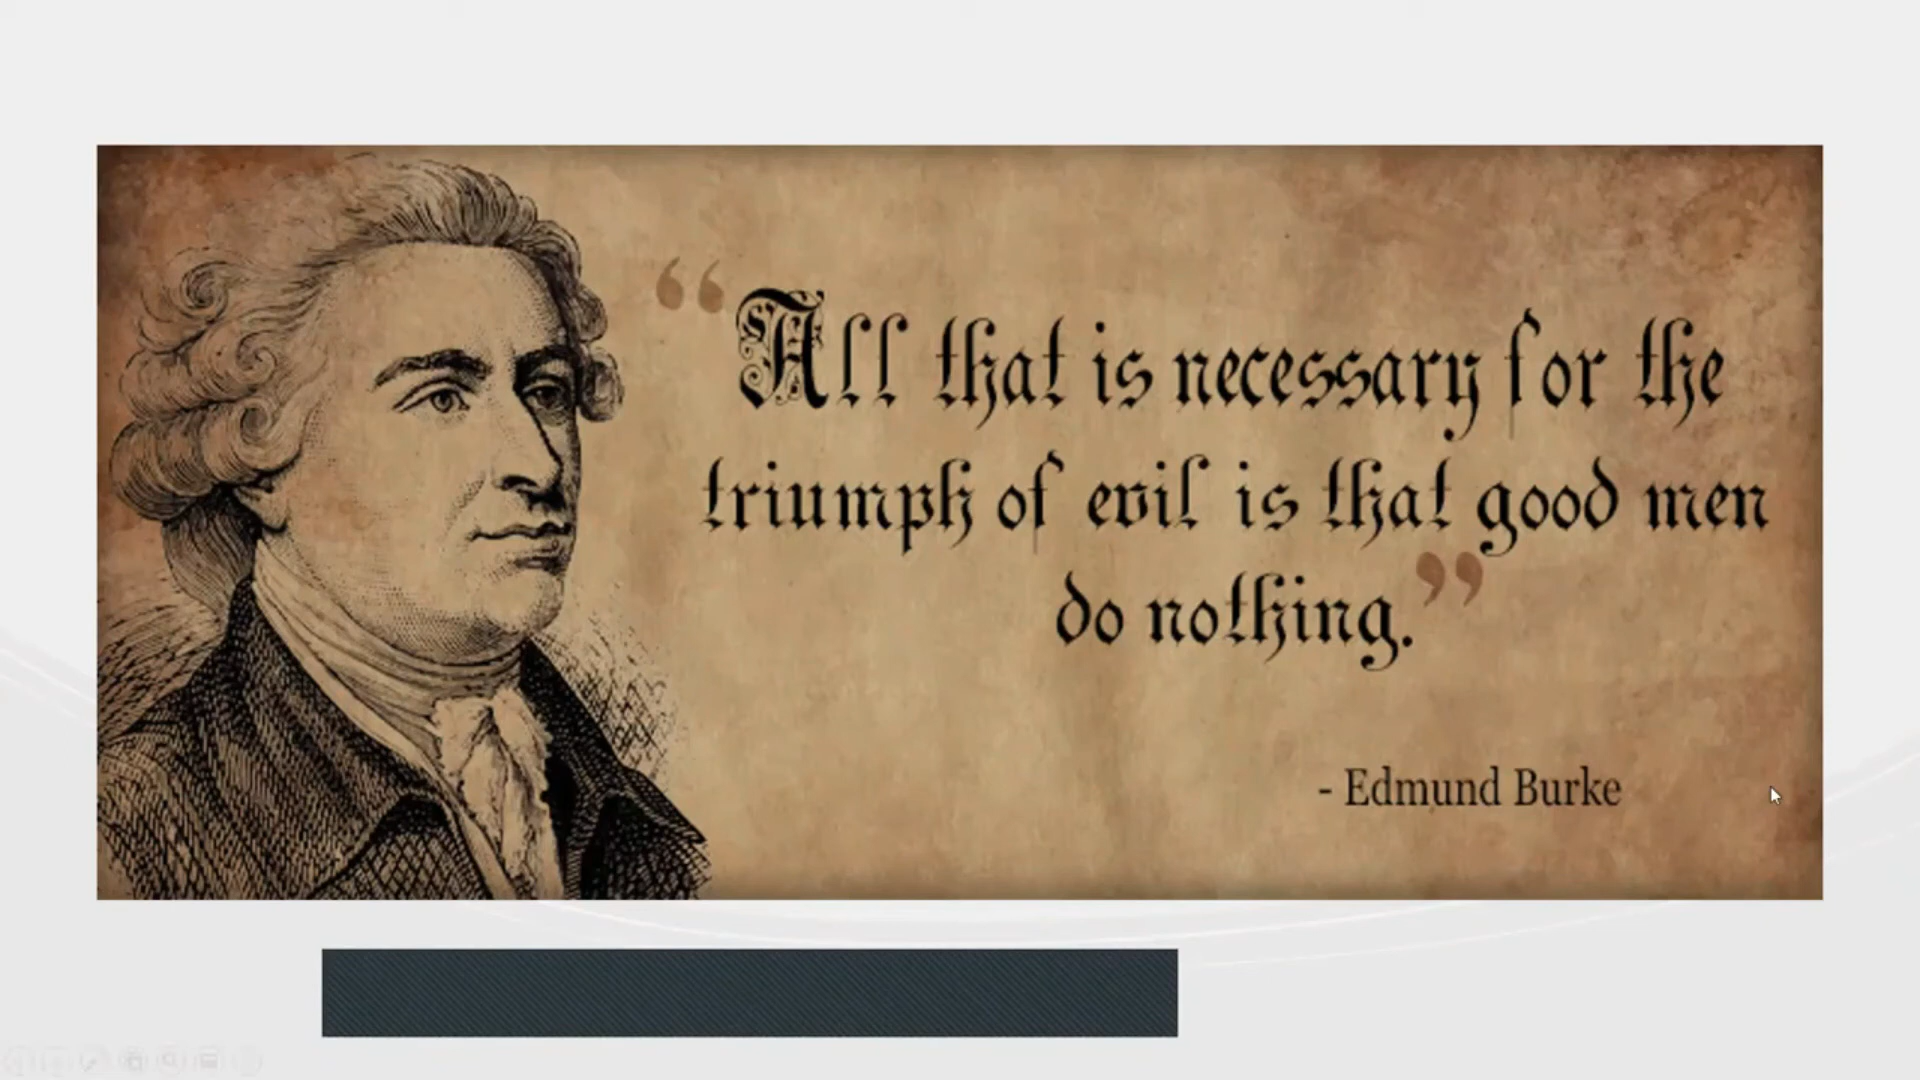 “All that is necessary for the
triumph of evil is that good men
do nothing.”
- Edmund Burke